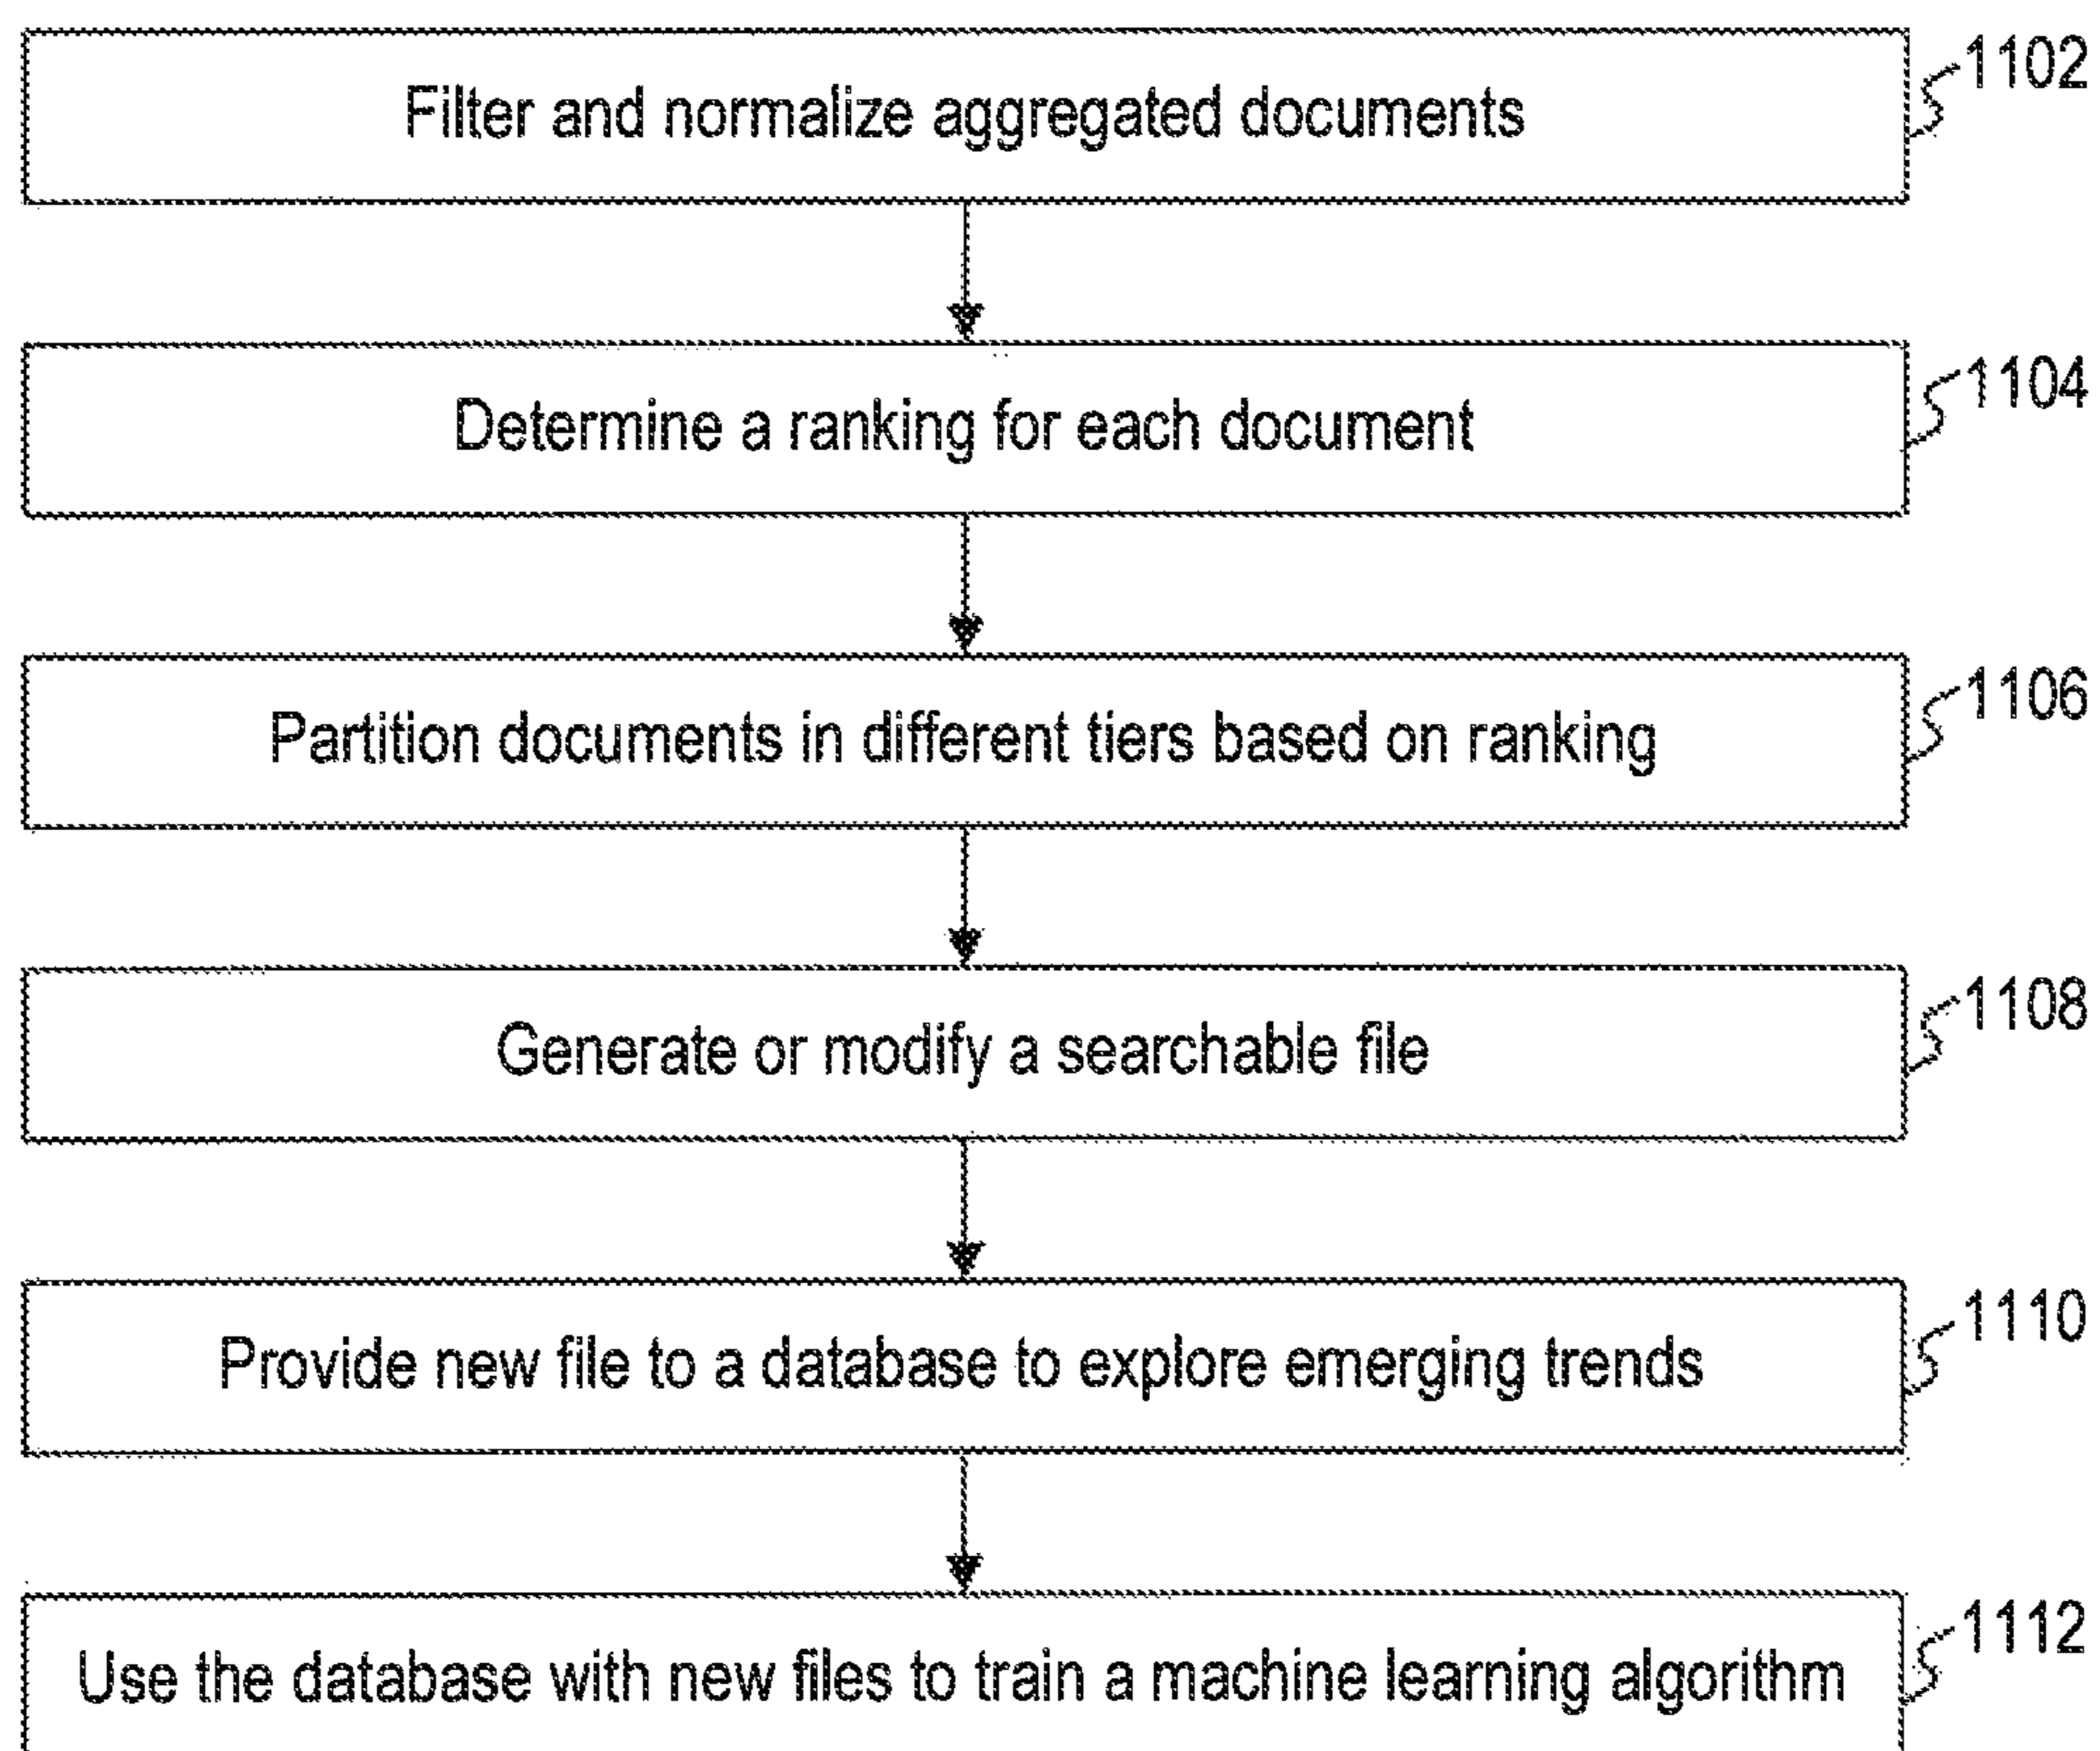 Filter and normalize aggregated documents
1102
Determine a ranking for each document
1104
Partition documents in different tiers based on ranking
1106
Generate or modify a searchable file
1108
Provide new file to a database to explore emerging trends
1110
Use the database with new files to train a machine learning algorithm
1112